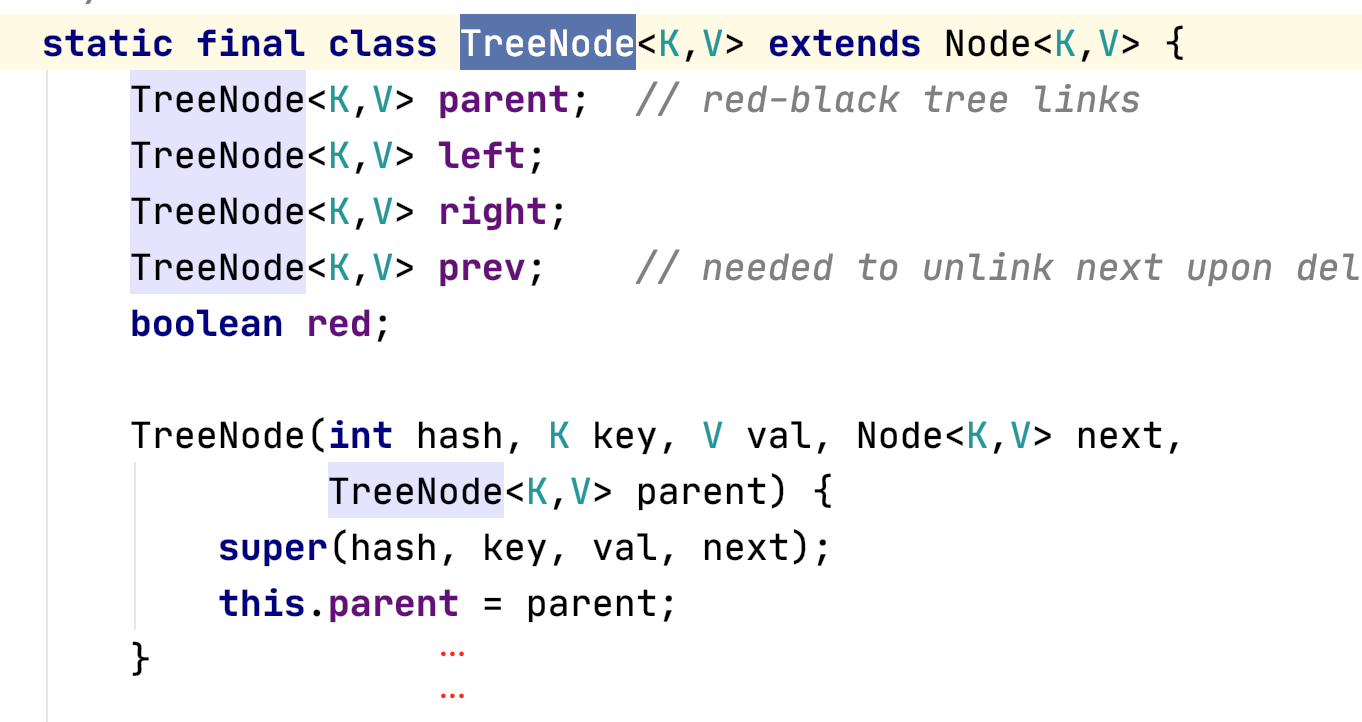 static final class TreeNode<K,V> extends Node<K,V> {
TreeNode<K,V> parent;  // red-black tree links
TreeNode<K,V> left;
TreeNode<K,V> right;
TreeNode<K,V> prev;    // needed to unlink next upon del
boolean red;
TreeNode(int hash, K key, V val, Node<K,V> next,
TreeNode<K,V> parent) {
super(hash, key, val, next);
this.parent = parent;
}
...
...